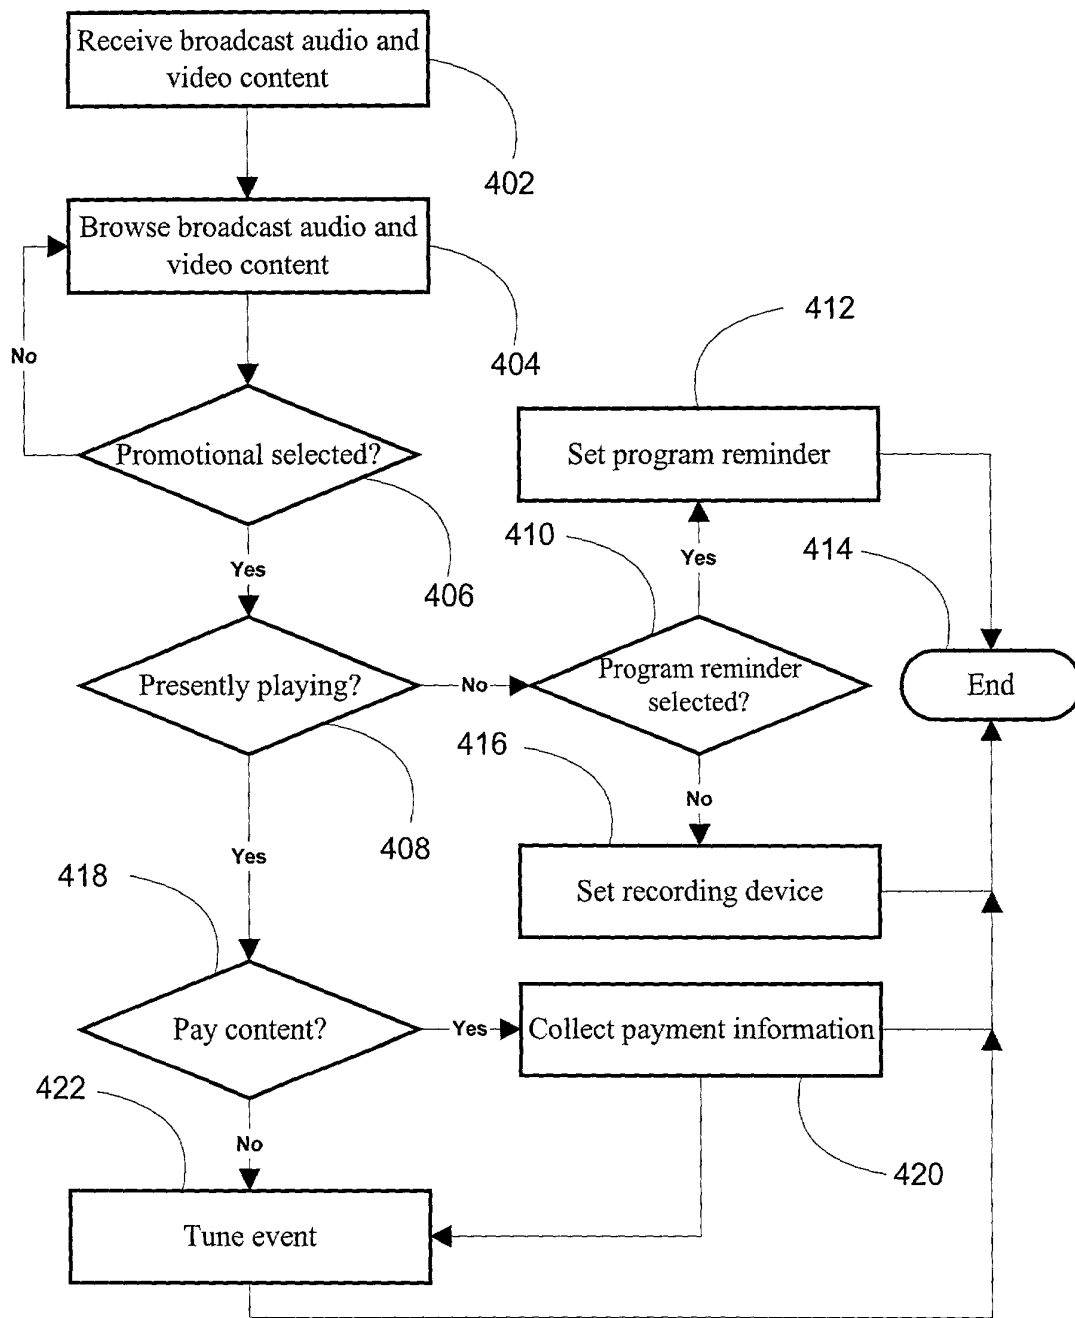 Receive broadcast audio and
video content
402
Browse broadcast audio and
video content
404
No
Promotional selected?
406
Yes
412
Set program reminder
410
Yes
414
Presently playing?
No
Program reminder
selected?
End
408
416
No
Yes
418
Set recording device
Pay content?
Yes
Collect payment information
422
No
420
Tune event